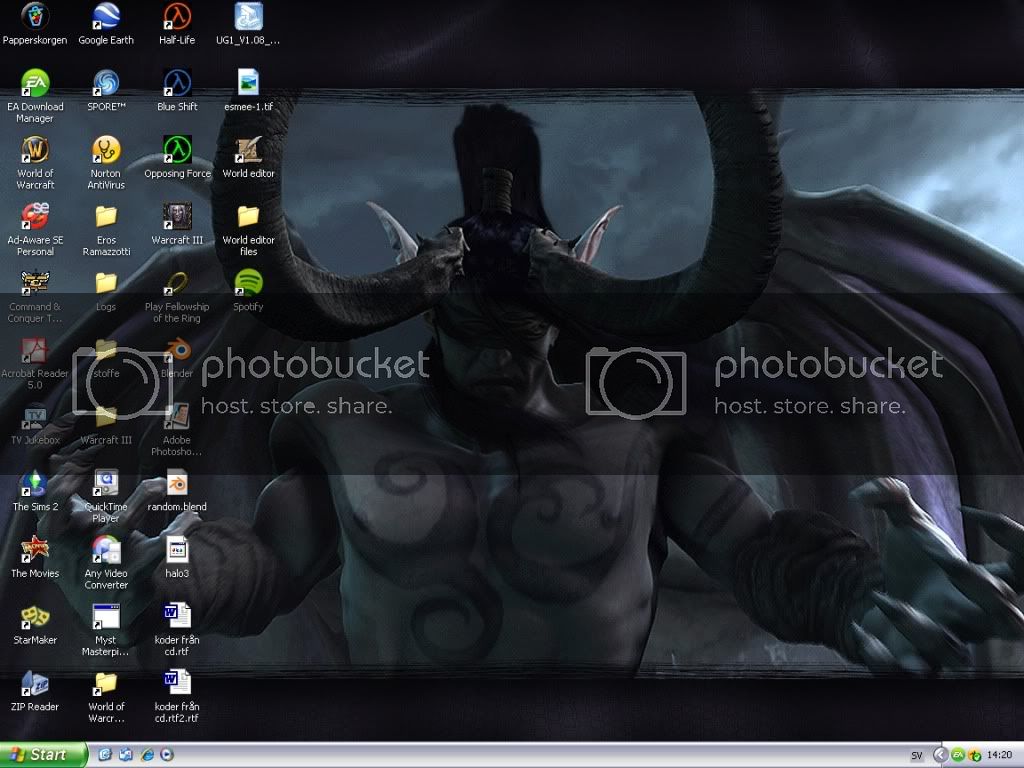 Papperskorgen
Google Earth
Half-Life
UG1_V1.08_...
EA Download
Manager
SPORE™
Blue Shift
esmee-1.tif
World of
Warcraft
Norton
AntiVirus
Opposing Force
World editor
Ad-Aware SE
Personal
Eros
Ramazzotti
Warcraft III
World editor
files
Command &
Conquer T...
Logs
Play Fellowship
of the Ring
Spotify
Acrobat Reader
5.0
stoffe
Blender
TV Jukebox
Warcraft III
Adobe
Photosho...
The Sims 2
QuickTime
Player
random.blend
The Movies
Any Video
Converter
halo3
StarMaker
Myst
Masterpi...
koder från
cd.rtf
ZIP Reader
World of
Warcr...
koder från
cd.rtf2.rtf
photobucket
host. store. share.
photobucket
host. store. share.
Start
SV
14:20